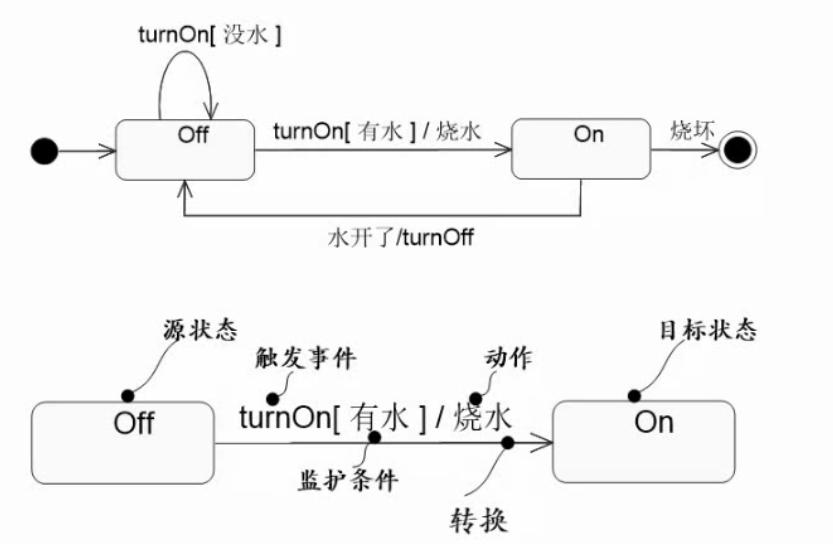 turnOn[ 没水 ]
Off
turnOn[ 有水 ] / 烧水
On
烧坏
水开了/turnOff
源状态
触发事件
动作
目标状态
Off
turnOn[ 有水 ] / 烧水
On
监护条件
转换